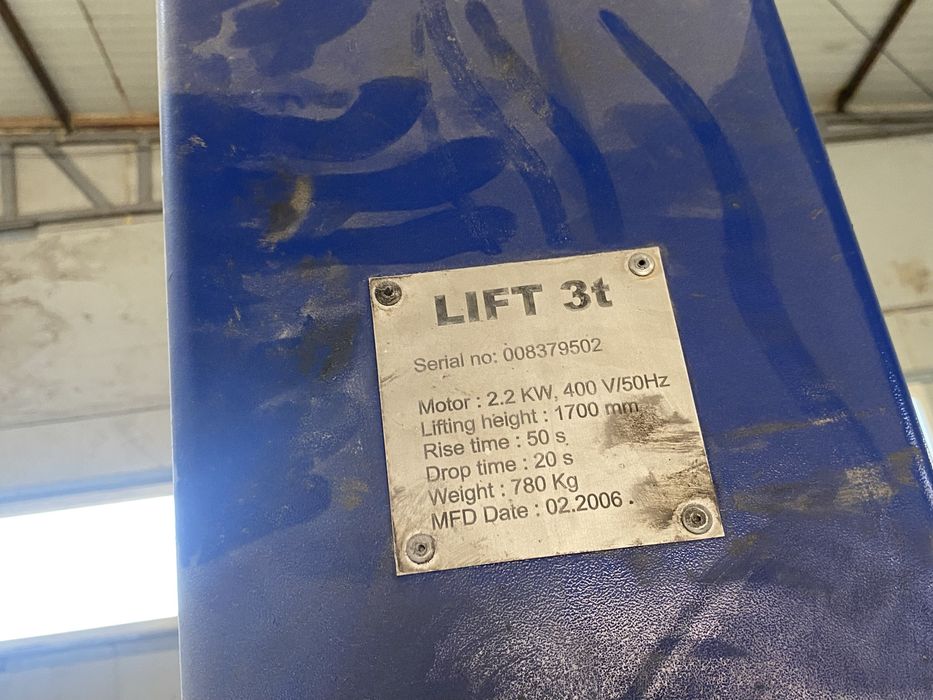 LIFT 3t
Serial no: 008379502
Motor : 2.2 KW, 400 V/50Hz
Lifting height : 1700 mm
Rise time : 50 s
Drop time : 20 s
Weight : 780 Kg
MFD Date : 02.2006